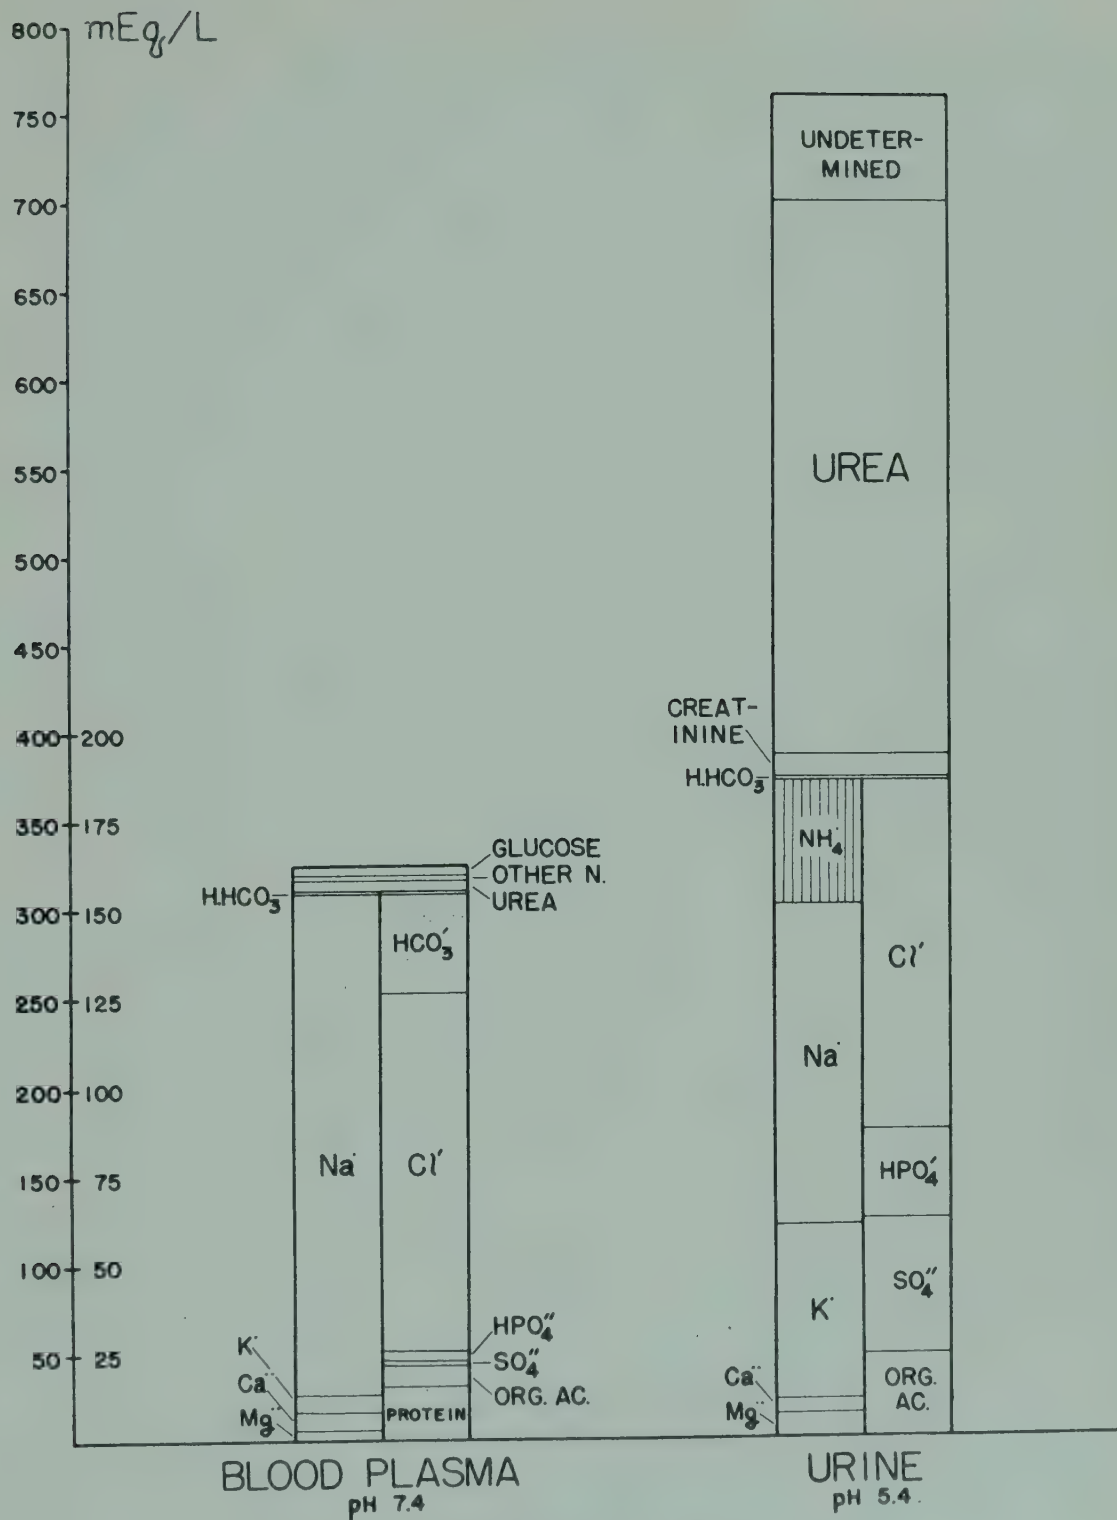 800 mEq/L
750
700
650
600
550
500
450
400 200
350 175
300 150
250 125
200 100
150 75
100 50
50 25
GLUCOSE
OTHER N.
UREA
H.HCO₃
HCO₃′
Na˙
Cl′
HPO₄″
SO₄″
ORG. AC.
PROTEIN
K˙
Ca¨
Mg¨
BLOOD PLASMA
pH 7.4
UNDETER-
MINED
UREA
CREAT-
ININE
H.HCO₃
NH₄˙
Cl′
Na˙
HPO₄′
SO₄″
K˙
ORG.
AC.
Ca¨
Mg¨
URINE
pH 5.4.